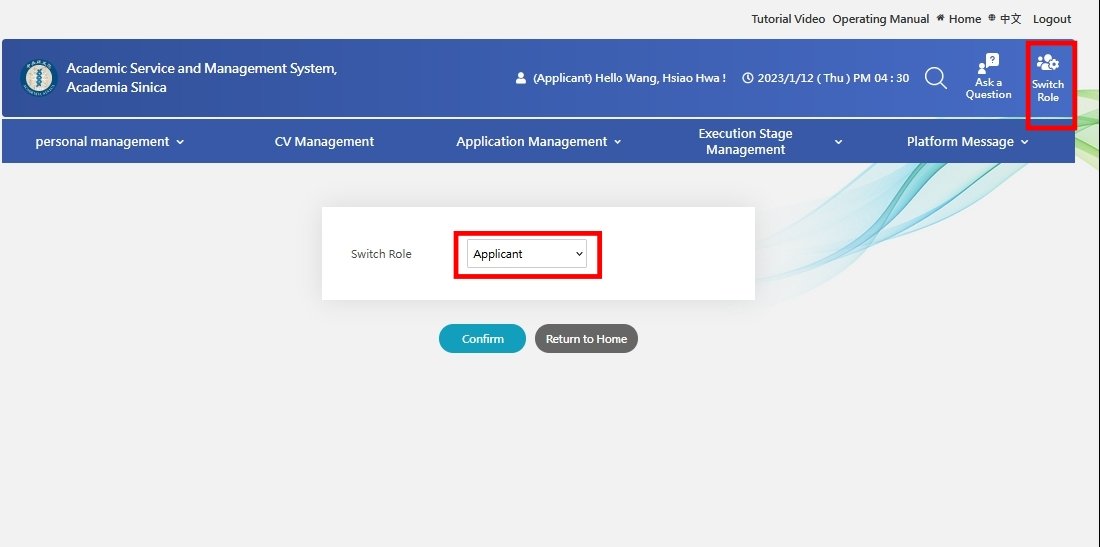 Tutorial Video Operating Manual Home 中文 Logout
Academic Service and Management System,
Academia Sinica
(Applicant) Hello Wang, Hsiao Hwa !
2023/1/12 ( Thu ) PM 04 : 30
Ask a
Question
Switch
Role
personal management
CV Management
Application Management
Execution Stage
Management
Platform Message
Switch Role
Applicant
Confirm
Return to Home